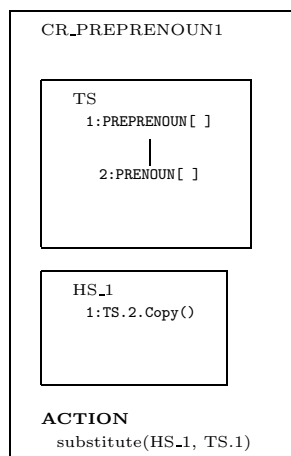 CR_PREPRENOUN1
TS
1:PREPRENOUN[ ]
2:PRENOUN[ ]
HS_1
1:TS.2.Copy()
ACTION
substitute(HS_1, TS.1)